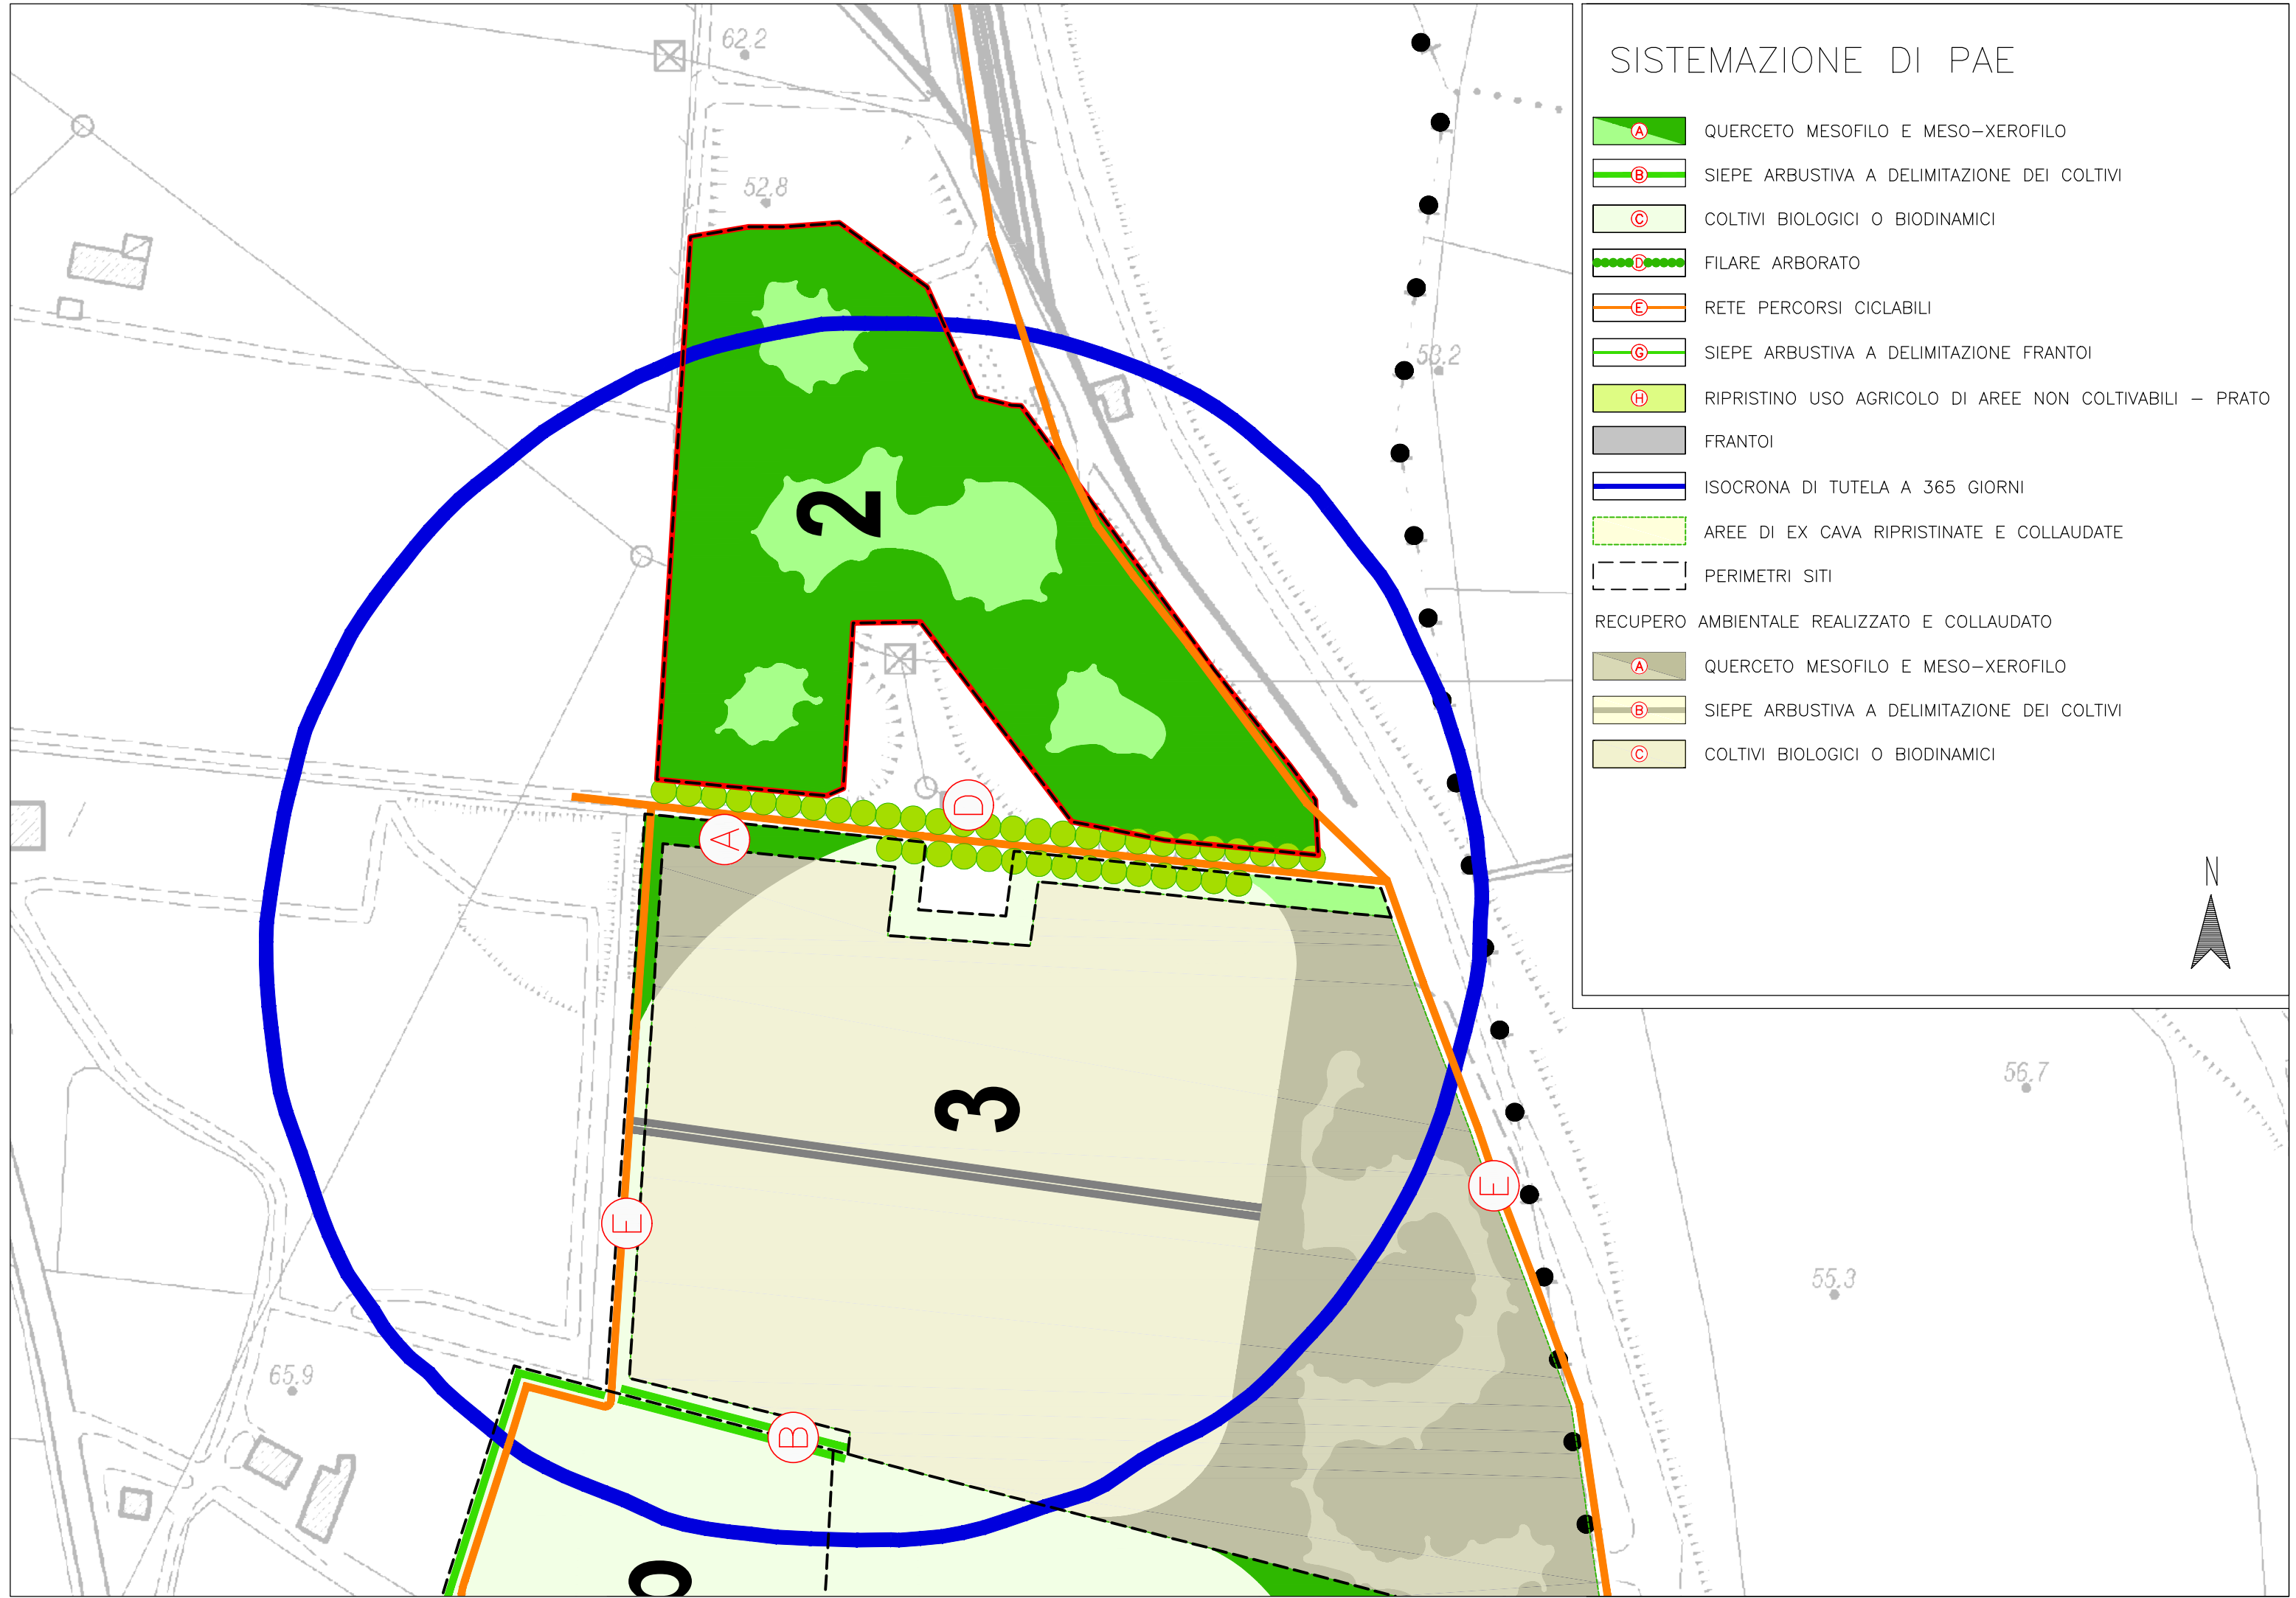 SISTEMAZIONE DI PAE
A QUERCETO MESOFILO E MESO-XEROFILO
B SIEPE ARBUSTIVA A DELIMITAZIONE DEI COLTIVI
C COLTIVI BIOLOGICI O BIODINAMICI
D FILARE ARBORATO
E RETE PERCORSI CICLABILI
G SIEPE ARBUSTIVA A DELIMITAZIONE FRANTOI
H RIPRISTINO USO AGRICOLO DI AREE NON COLTIVABILI – PRATO
FRANTOI
ISOCRONA DI TUTELA A 365 GIORNI
AREE DI EX CAVA RIPRISTINATE E COLLAUDATE
PERIMETRI SITI
RECUPERO AMBIENTALE REALIZZATO E COLLAUDATO
A QUERCETO MESOFILO E MESO-XEROFILO
B SIEPE ARBUSTIVA A DELIMITAZIONE DEI COLTIVI
C COLTIVI BIOLOGICI O BIODINAMICI
N
62.2
52.8
53.2
2
D
A
3
E
E
56.7
55.3
65.9
B